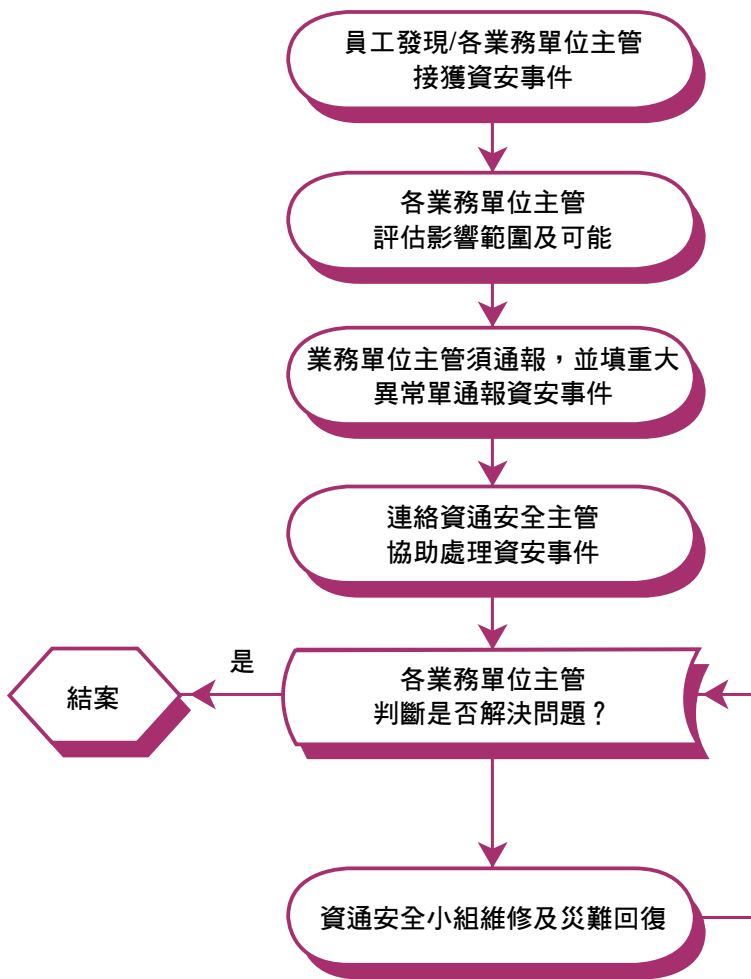 員工發現/各業務單位主管
接獲資安事件
各業務單位主管
評估影響範圍及可能
業務單位主管須通報，並填重大
異常單通報資安事件
連絡資通安全主管
協助處理資安事件
是
結案
各業務單位主管
判斷是否解決問題？
資通安全小組維修及災難回復